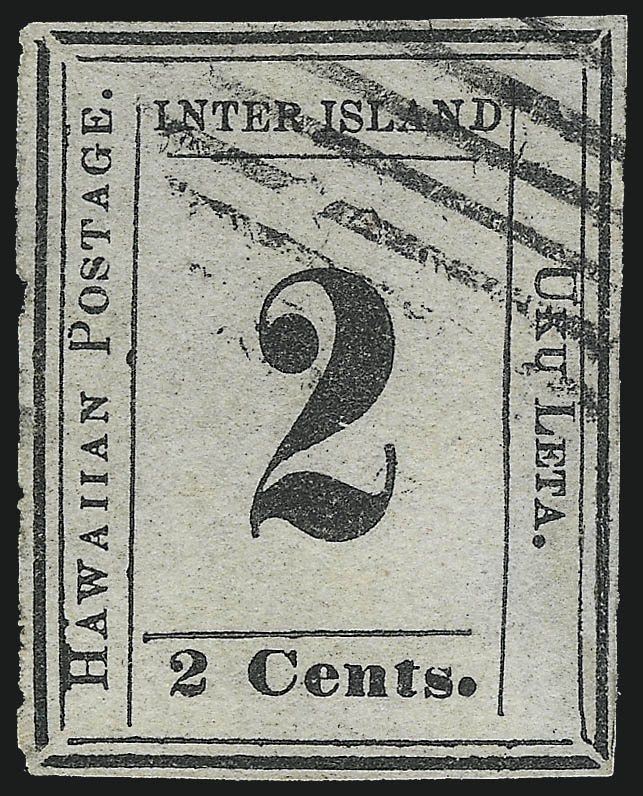 INTER ISLAND
HAWAIIAN POSTAGE.
2
UKU LETA.
2 Cents.